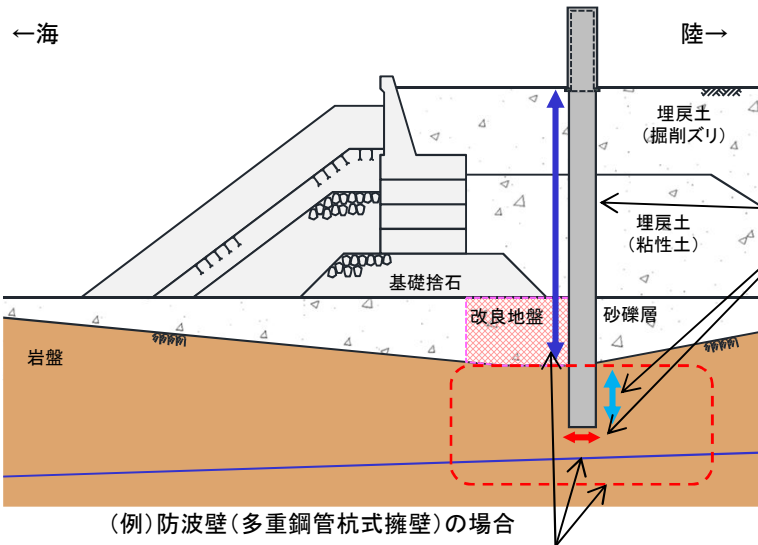 ←海
陸→
埋戻土
(掘削ズリ)
埋戻土
(粘性土)
基礎捨石
改良地盤
砂礫層
岩盤
(例)防波壁(多重鋼管杭式擁壁)の場合